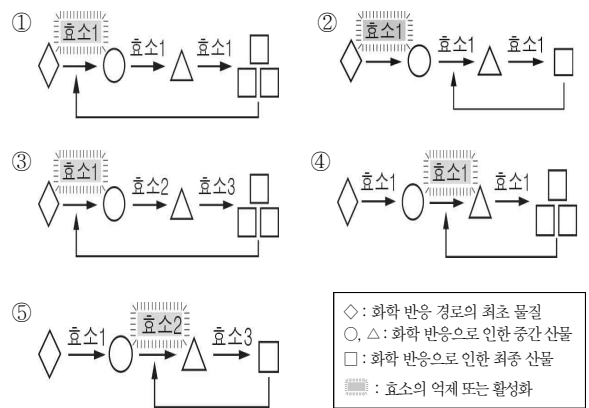 ①
효소1 효소1 효소1
②
효소1 효소1 효소1
③
효소1 효소2 효소3
④
효소1 효소1 효소1
⑤
효소1 효소2 효소3
◇ : 화학 반응 경로의 최초 물질
○, △ : 화학 반응으로 인한 중간 산물
□ : 화학 반응으로 인한 최종 산물
: 효소의 억제 또는 활성화